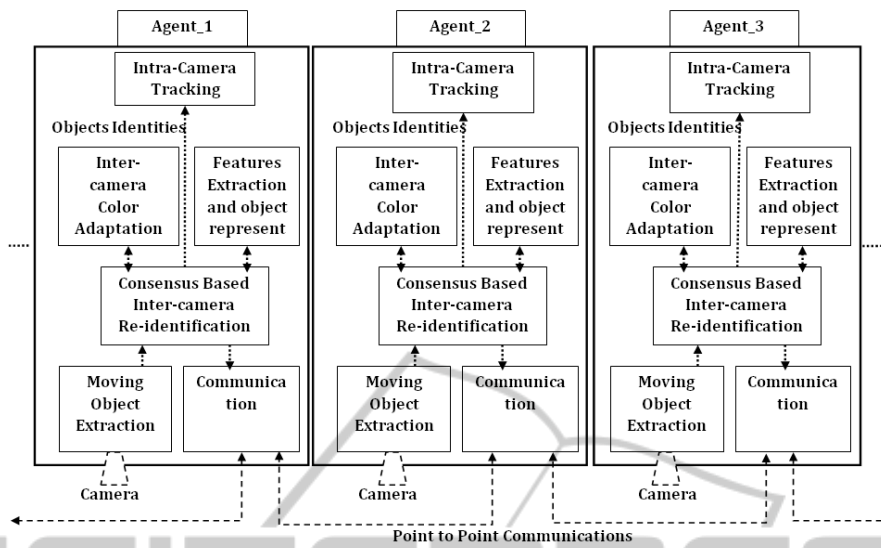 Agent_1
Intra-Camera
Tracking
Objects Identities
Inter-
camera
Color
Adaptation
Features
Extraction
and object
represent
Consensus Based
Inter-camera
Re-identification
Moving
Object
Extraction
Communica
tion
Camera
Agent_2
Intra-Camera
Tracking
Objects Identities
Inter-
camera
Color
Adaptation
Features
Extraction
and object
represent
Consensus Based
Inter-camera
Re-identification
Moving
Object
Extraction
Communica
tion
Camera
Agent_3
Intra-Camera
Tracking
Objects Identities
Inter-
camera
Color
Adaptation
Features
Extraction
and object
represent
Consensus Based
Inter-camera
Re-identification
Moving
Object
Extraction
Communica
tion
Camera
Point to Point Communications